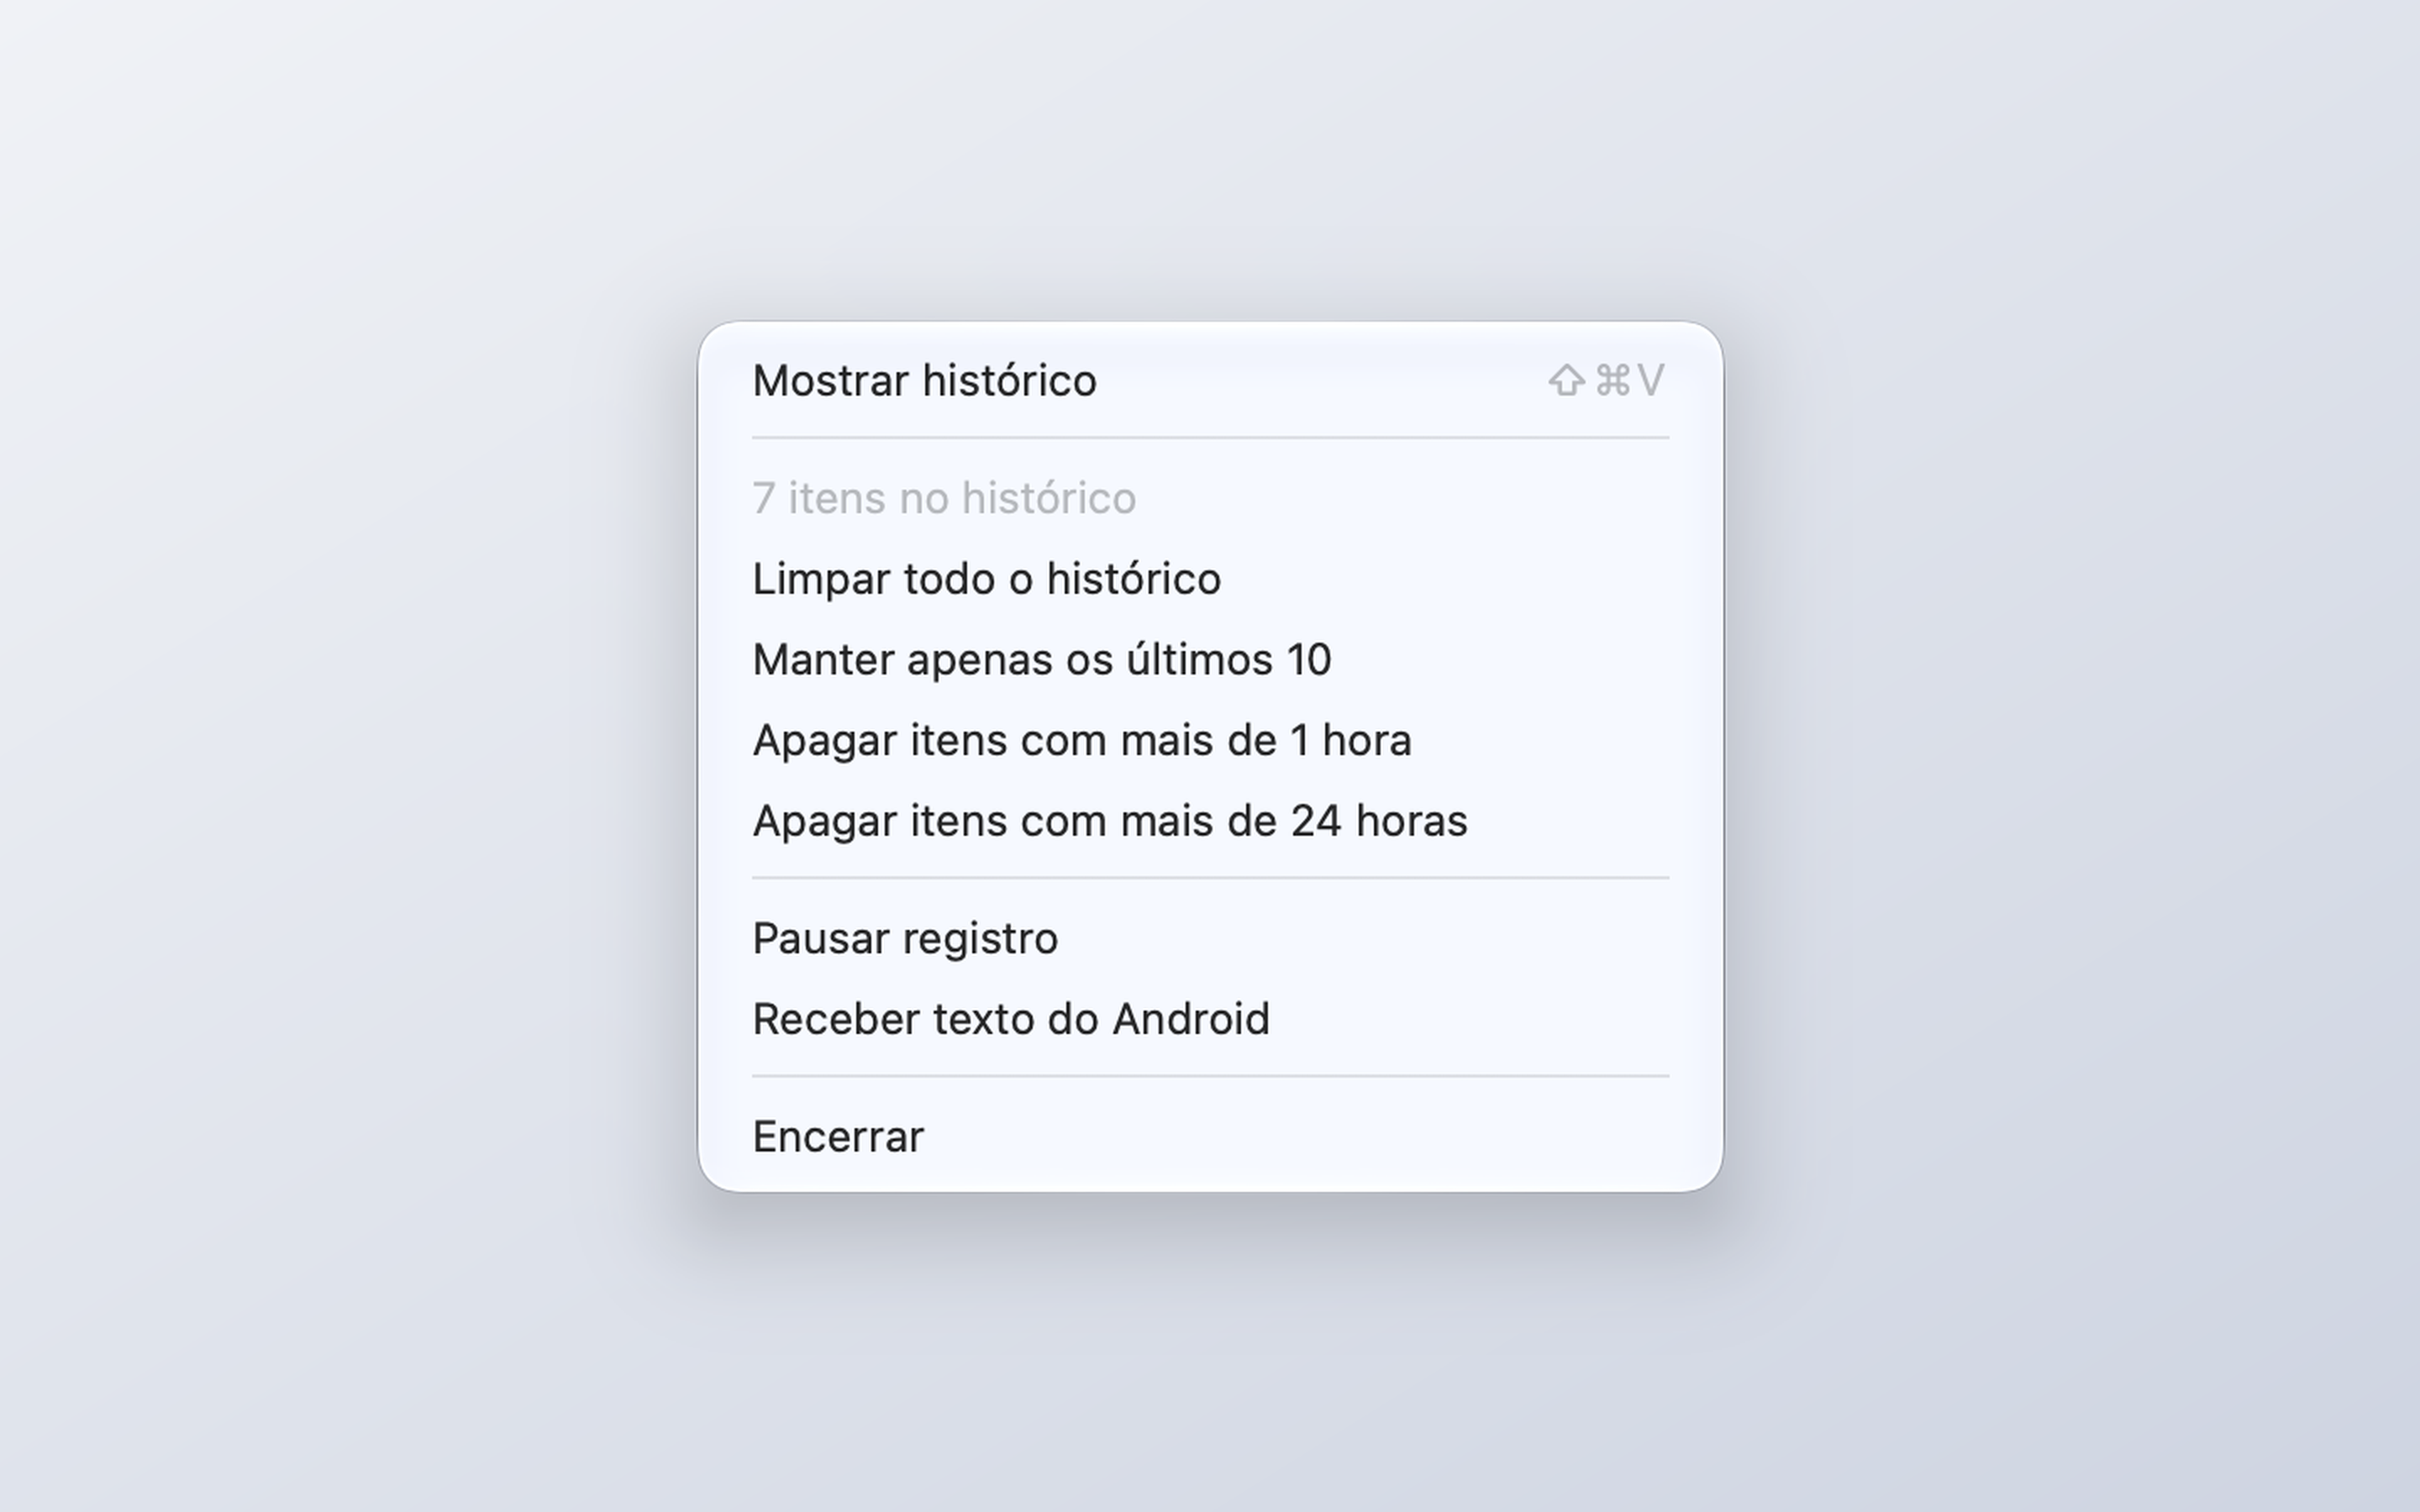 Mostrar histórico ⇧⌘V
7 itens no histórico
Limpar todo o histórico
Manter apenas os últimos 10
Apagar itens com mais de 1 hora
Apagar itens com mais de 24 horas
Pausar registro
Receber texto do Android
Encerrar